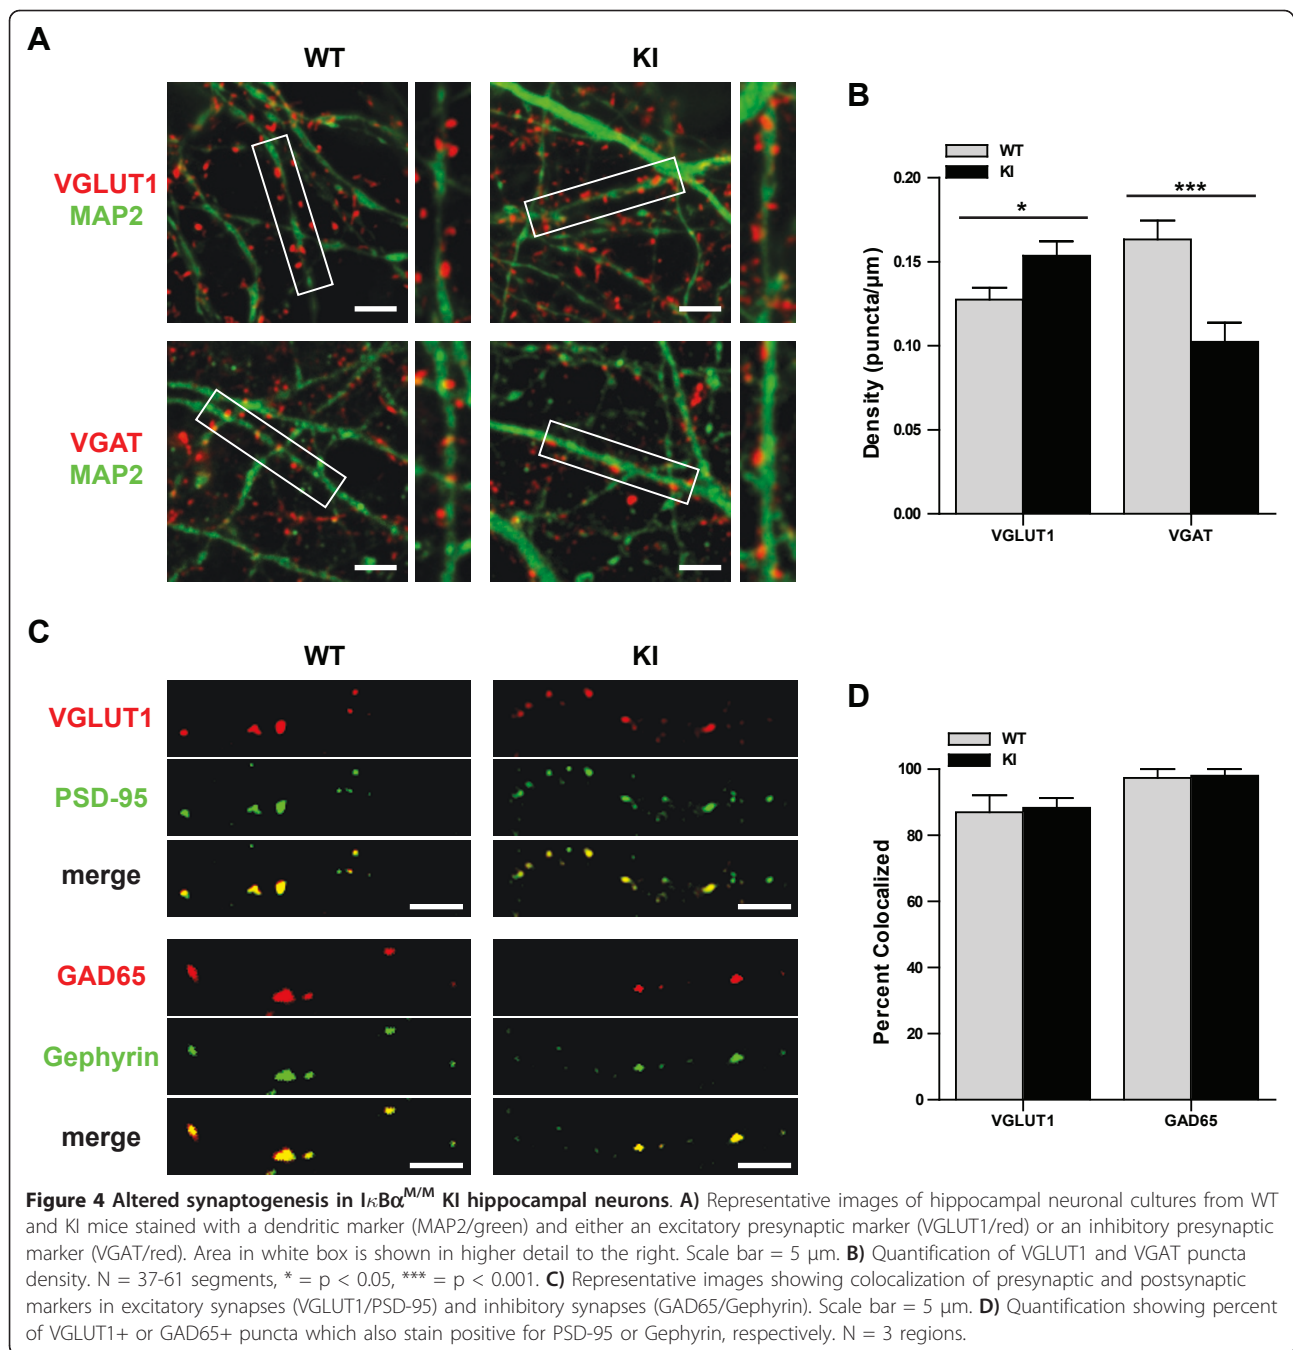 A
WT
KI
VGLUT1
MAP2
VGAT
MAP2
B
WT
KI
0.20
0.15
0.10
0.05
0.00
Density (puncta/µm)
*
***
VGLUT1
VGAT
C
WT
KI
VGLUT1
PSD-95
merge
GAD65
Gephyrin
merge
D
WT
KI
100
80
60
40
20
0
Percent Colocalized
VGLUT1
GAD65
Figure 4 Altered synaptogenesis in IκBα^M/M KI hippocampal neurons. A) Representative images of hippocampal neuronal cultures from WT
and KI mice stained with a dendritic marker (MAP2/green) and either an excitatory presynaptic marker (VGLUT1/red) or an inhibitory presynaptic
marker (VGAT/red). Area in white box is shown in higher detail to the right. Scale bar = 5 μm. B) Quantification of VGLUT1 and VGAT puncta
density. N = 37-61 segments, * = p < 0.05, *** = p < 0.001. C) Representative images showing colocalization of presynaptic and postsynaptic
markers in excitatory synapses (VGLUT1/PSD-95) and inhibitory synapses (GAD65/Gephyrin). Scale bar = 5 μm. D) Quantification showing percent
of VGLUT1+ or GAD65+ puncta which also stain positive for PSD-95 or Gephyrin, respectively. N = 3 regions.